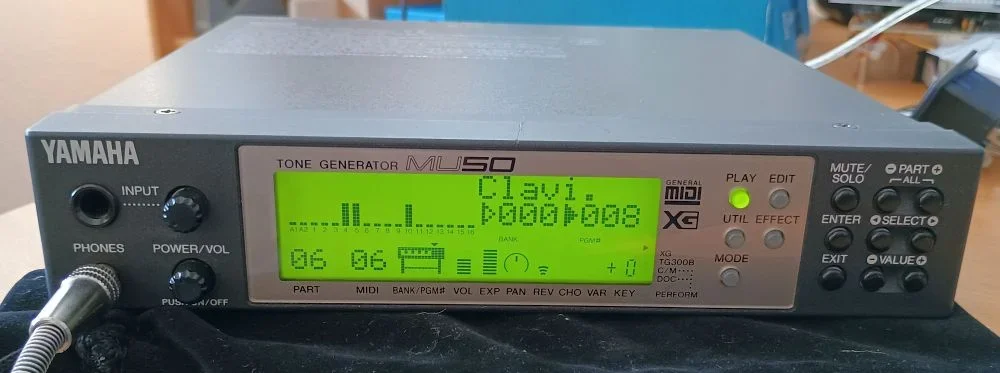 YAMAHA
INPUT
PHONES
POWER/VOL
PUSH ON/OFF
TONE GENERATOR MU50
Clavi.
000 008
A1 A2 1 2 3 4 5 6 7 8 9 10 11 12 13 14 15 16
BANK PGM#
06 06 +0
PART MIDI BANK/PGM# VOL EXP PAN REV CHO VAR KEY
GENERAL
MIDI
XG
XG
TG300B
C/M
DOC
PERFORM
PLAY EDIT
UTIL EFFECT
MODE
MUTE/
SOLO
PART
ALL
ENTER
SELECT
EXIT
VALUE